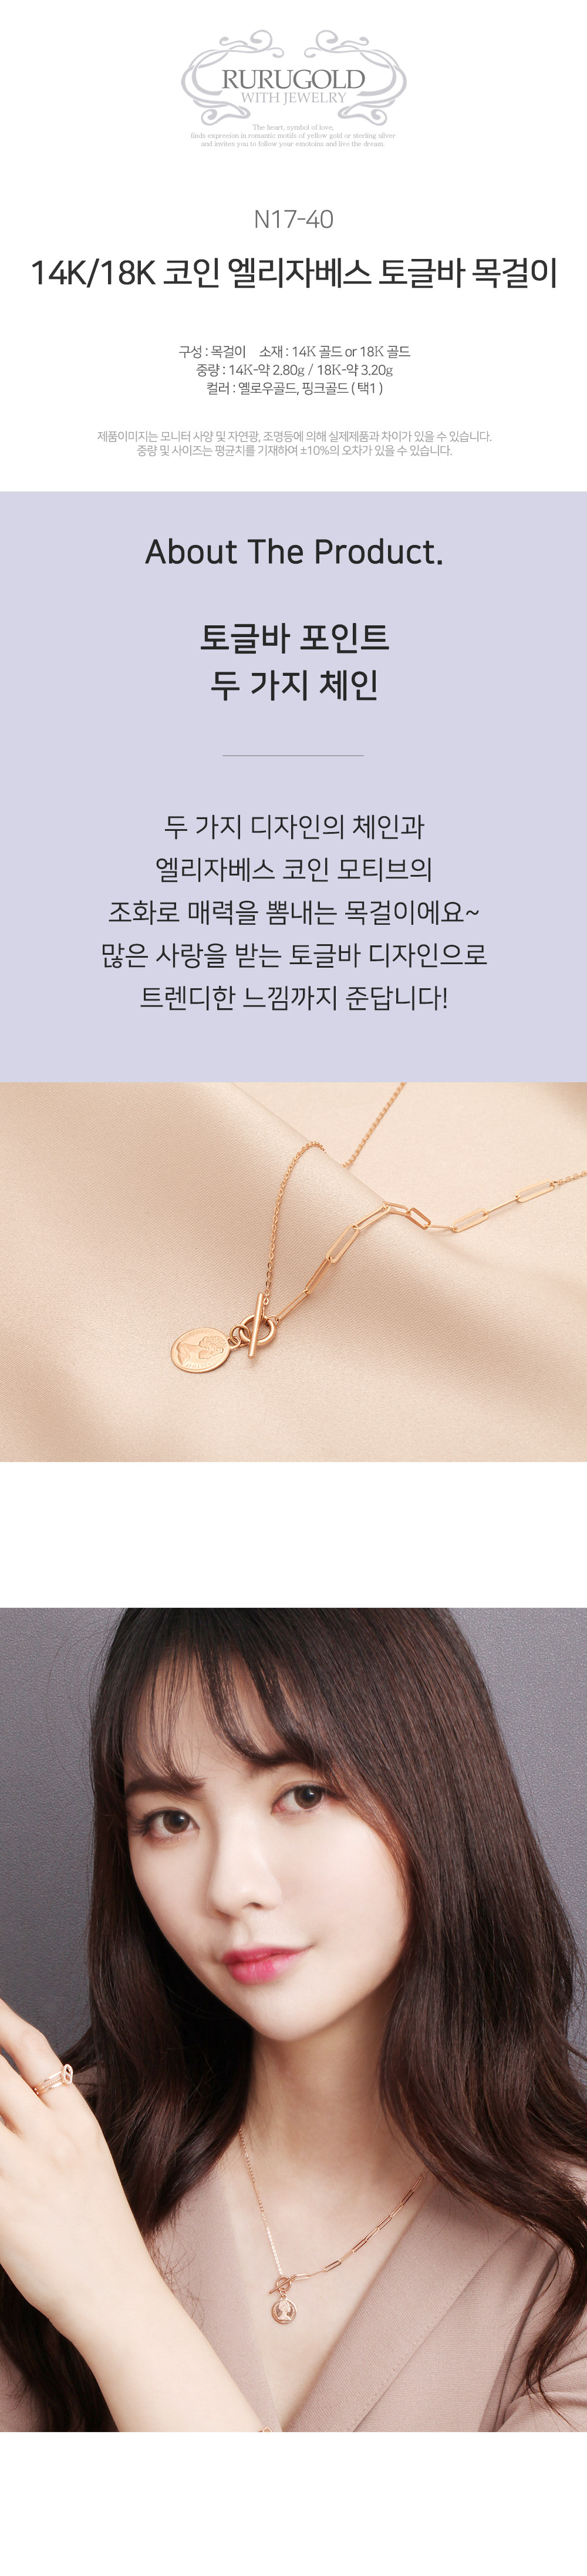 RURUGOLD
WITH JEWELRY
The heart, symbol of love,
finds expreeion in romantic motifs of yellow gold or sterling silver
and invites you to follow your emotoins and live the dream.
N17-40
14K/18K 코인 엘리자베스 토글바 목걸이
구성 : 목걸이 소재 : 14K 골드 or 18K 골드
중량 : 14K-약 2.80g / 18K-약 3.20g
컬러 : 옐로우골드, 핑크골드 ( 택1 )
제품이미지는 모니터 사양 및 자연광, 조명등에 의해 실제제품과 차이가 있을 수 있습니다.
중량 및 사이즈는 평균치를 기재하여 ±10%의 오차가 있을 수 있습니다.
About The Product.
토글바 포인트
두 가지 체인
두 가지 디자인의 체인과
엘리자베스 코인 모티브의
조화로 매력을 뽐내는 목걸이에요~
많은 사랑을 받는 토글바 디자인으로
트렌디한 느낌까지 준답니다!